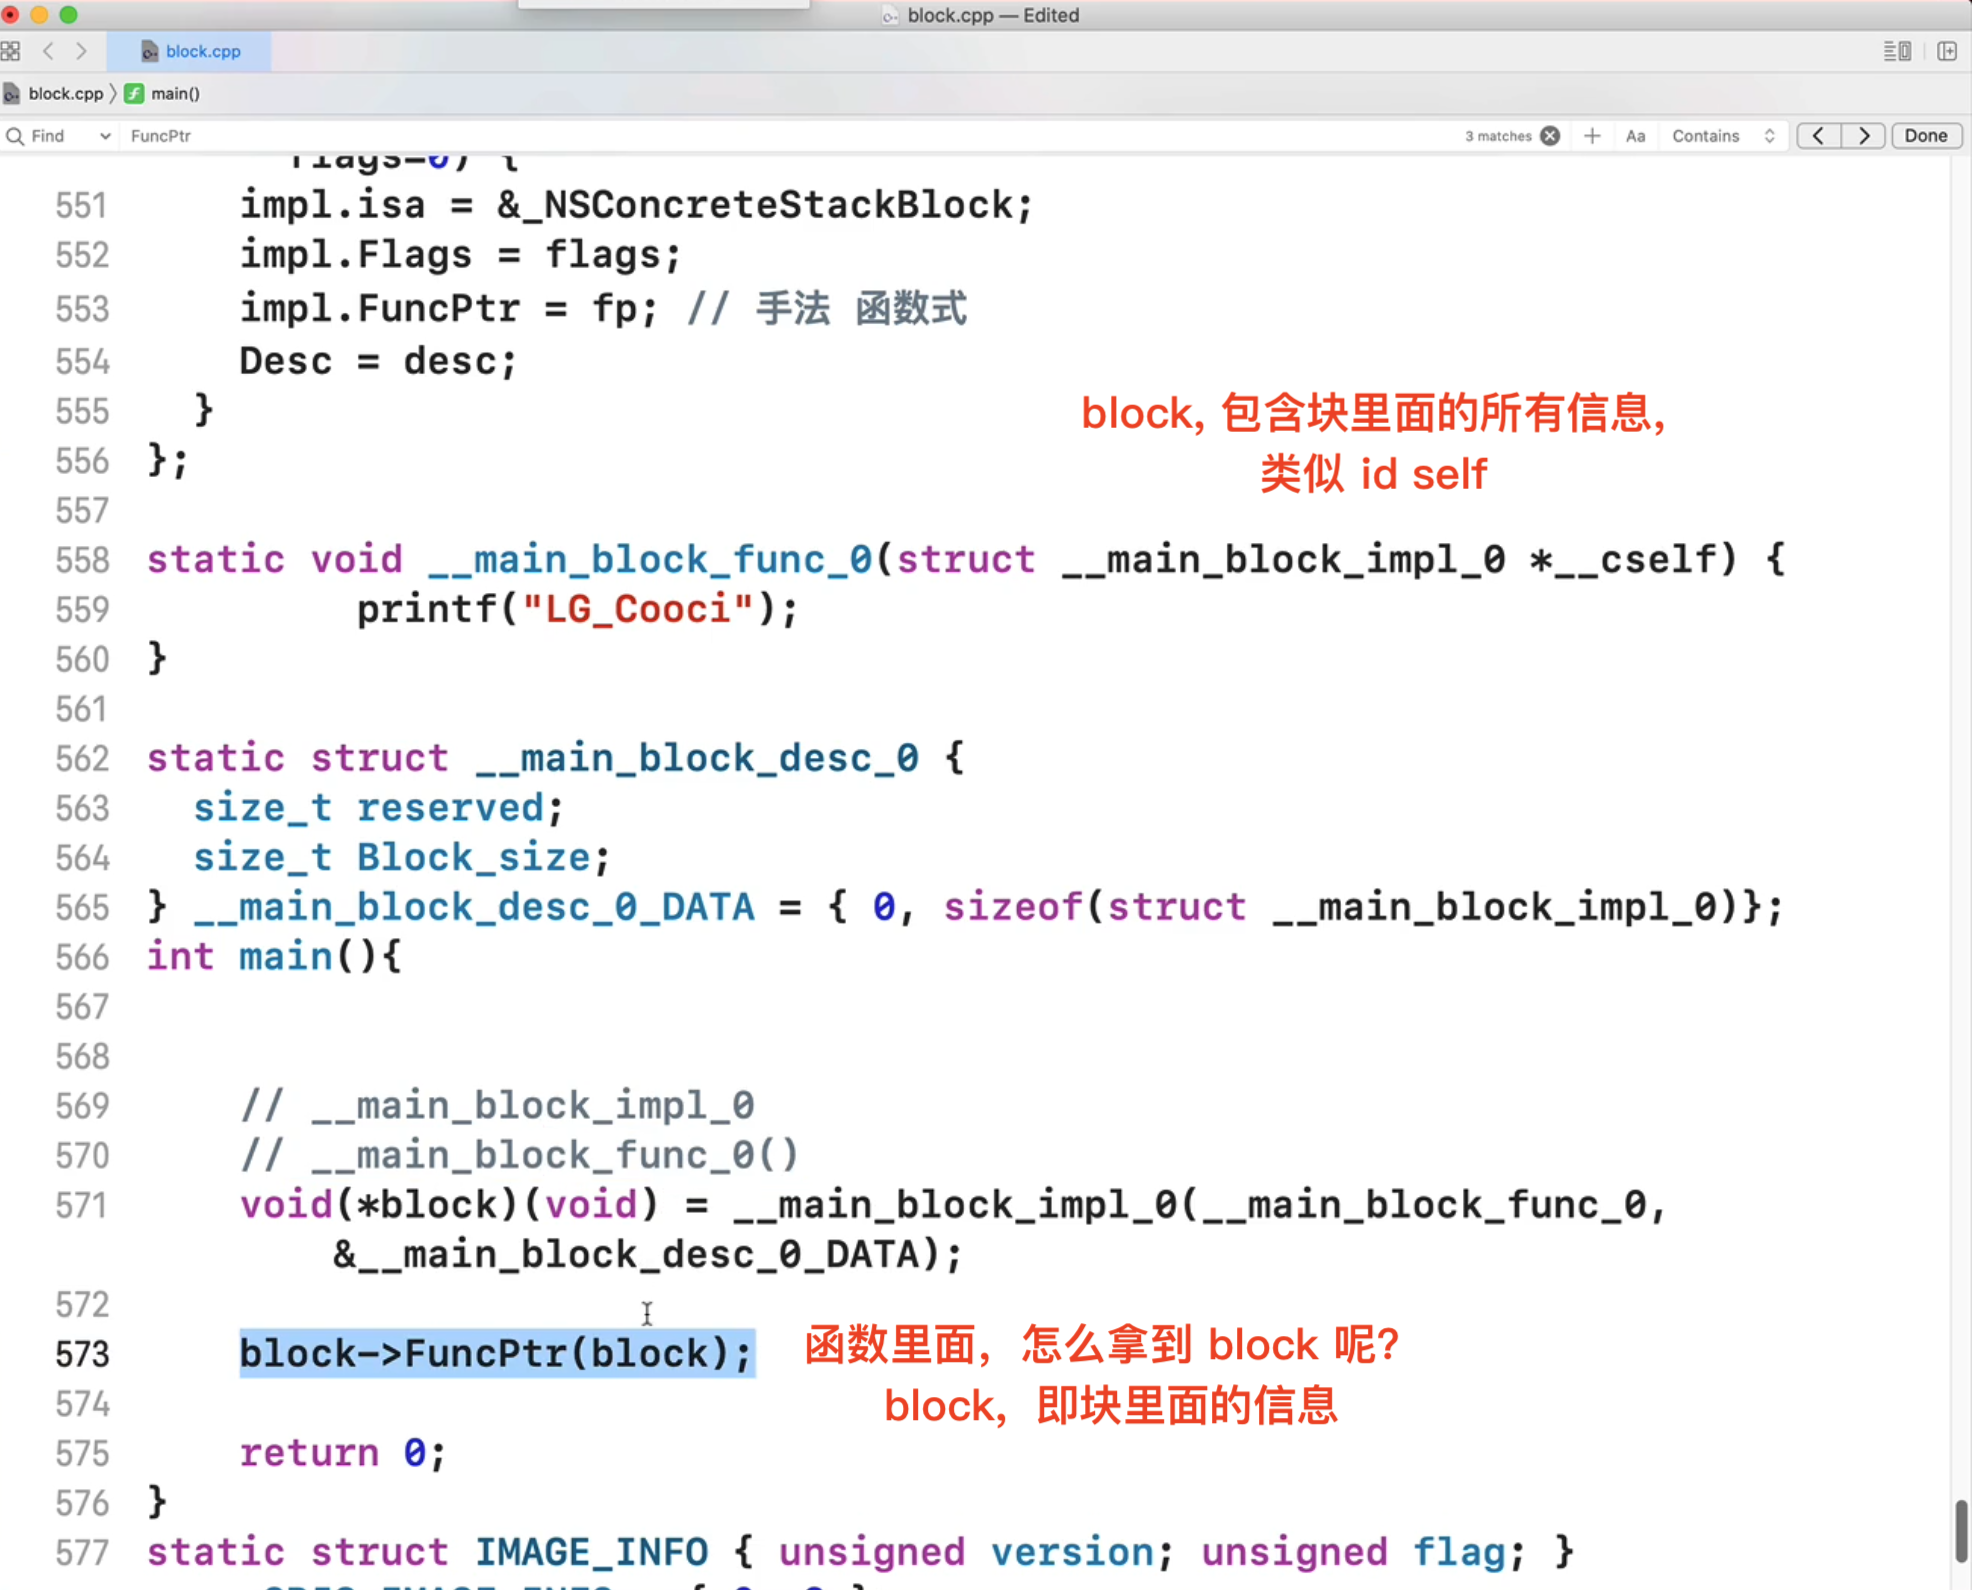 block.cpp — Edited
block.cpp
block.cpp 〉 main()
Find FuncPtr 3 matches Aa Contains Done
flags=0) {
551 impl.isa = &_NSConcreteStackBlock;
552 impl.Flags = flags;
553 impl.FuncPtr = fp; // 手法 函数式
554 Desc = desc;
555 }
block, 包含块里面的所有信息,
556 };
类似 id self
557
558 static void __main_block_func_0(struct __main_block_impl_0 *__cself) {
559 printf("LG_Cooci");
560 }
561
562 static struct __main_block_desc_0 {
563 size_t reserved;
564 size_t Block_size;
565 } __main_block_desc_0_DATA = { 0, sizeof(struct __main_block_impl_0)};
566 int main(){
567
568
569 // __main_block_impl_0
570 // __main_block_func_0()
571 void(*block)(void) = __main_block_impl_0(__main_block_func_0,
&__main_block_desc_0_DATA);
572
573 block->FuncPtr(block);
函数里面，怎么拿到 block 呢?
574
block，即块里面的信息
575 return 0;
576 }
577 static struct IMAGE_INFO { unsigned version; unsigned flag; }